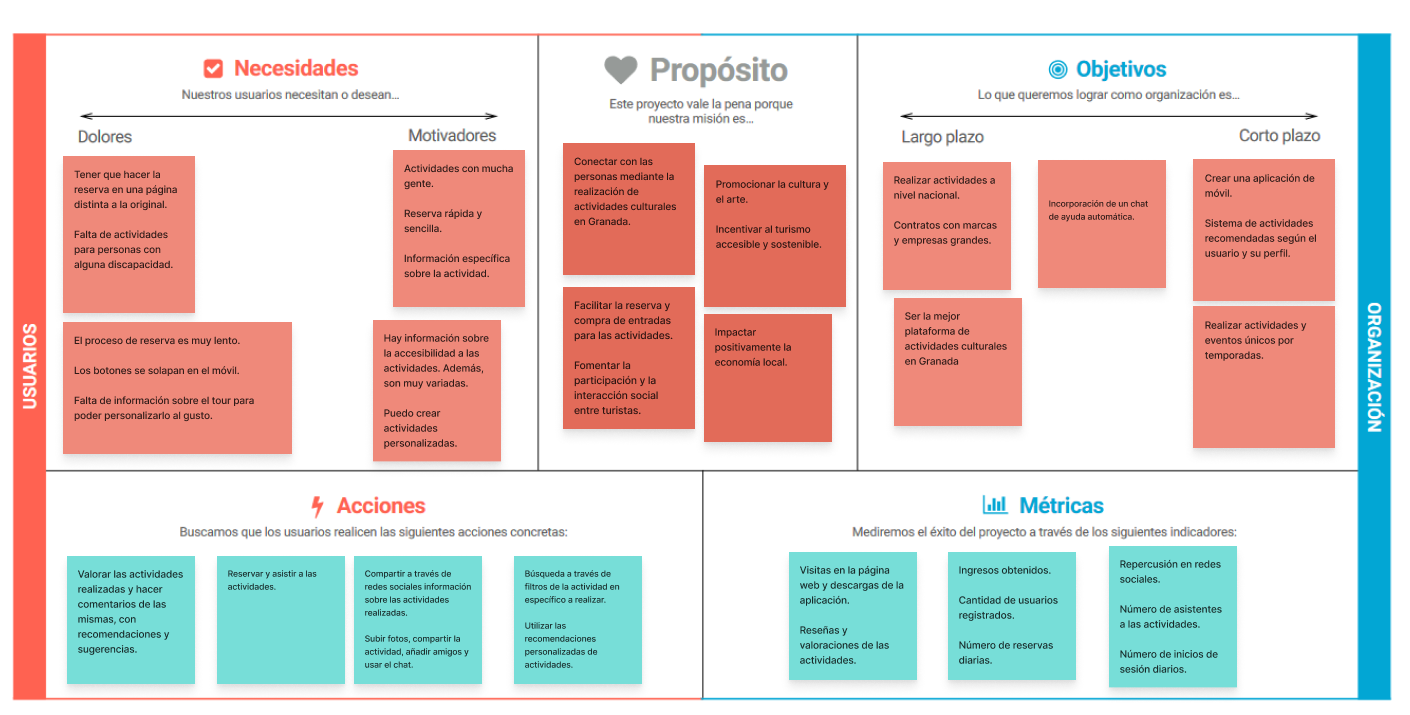 USUARIOS
Necesidades
Nuestros usuarios necesitan o desean...
Dolores
Motivadores
Tener que hacer la
reserva en una página
distinta a la original.
Falta de actividades
para personas con
alguna discapacidad.
Actividades con mucha
gente.
Reserva rápida y
sencilla.
Información específica
sobre la actividad.
El proceso de reserva es muy lento.
Los botones se solapan en el móvil.
Falta de información sobre el tour para
poder personalizarlo al gusto.
Hay información sobre
la accesibilidad a las
actividades. Además,
son muy variadas.
Puedo crear
actividades
personalizadas.
Propósito
Este proyecto vale la pena porque
nuestra misión es...
Conectar con las
personas mediante la
realización de
actividades culturales
en Granada.
Promocionar la cultura y
el arte.
Incentivar al turismo
accesible y sostenible.
Facilitar la reserva y
compra de entradas
para las actividades.
Fomentar la
participación y la
interacción social
entre turistas.
Impactar
positivamente la
economía local.
Objetivos
Lo que queremos lograr como organización es...
Largo plazo
Corto plazo
Realizar actividades a
nivel nacional.
Contratos con marcas
y empresas grandes.
Incorporación de un chat
de ayuda automática.
Crear una aplicación de
móvil.
Sistema de actividades
recomendadas según el
usuario y su perfil.
Ser la mejor
plataforma de
actividades culturales
en Granada
Realizar actividades y
eventos únicos por
temporadas.
ORGANIZACIÓN
Acciones
Buscamos que los usuarios realicen las siguientes acciones concretas:
Valorar las actividades
realizadas y hacer
comentarios de las
mismas, con
recomendaciones y
sugerencias.
Reservar y asistir a las
actividades.
Compartir a través de
redes sociales información
sobre las actividades
realizadas.
Subir fotos, compartir la
actividad, añadir amigos y
usar el chat.
Búsqueda a través de
filtros de la actividad en
específico a realizar.
Utilizar las
recomendaciones
personalizadas de
actividades.
Métricas
Mediremos el éxito del proyecto a través de los siguientes indicadores:
Visitas en la página
web y descargas de la
aplicación.
Reseñas y
valoraciones de las
actividades.
Ingresos obtenidos.
Cantidad de usuarios
registrados.
Número de reservas
diarias.
Repercusión en redes
sociales.
Número de asistentes
a las actividades.
Número de inicios de
sesión diarios.